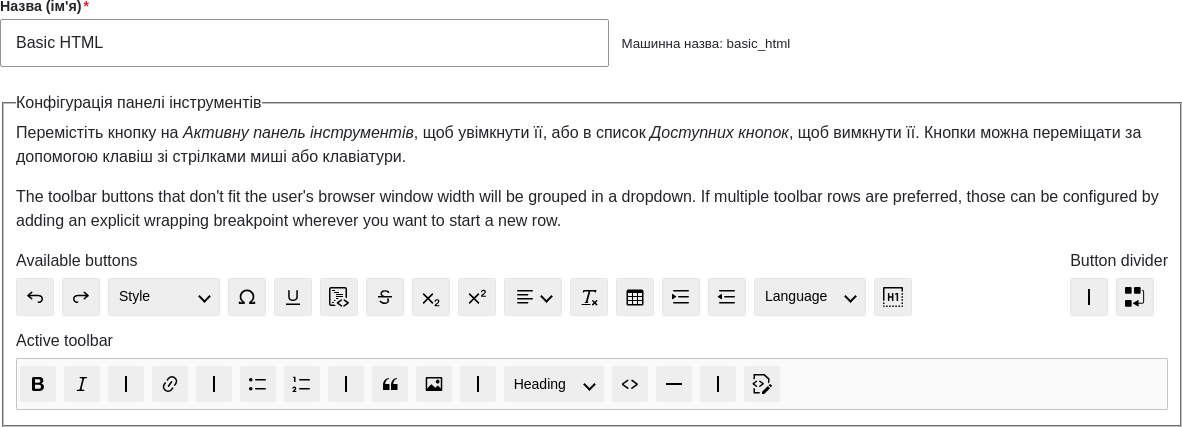 Назва (ім'я)*
Basic HTML
Машинна назва: basic_html
Конфігурація панелі інструментів
Перемістіть кнопку на Активну панель інструментів, щоб увімкнути її, або в список Доступних кнопок, щоб вимкнути її. Кнопки можна переміщати за
допомогою клавіш зі стрілками миші або клавіатури.
The toolbar buttons that don't fit the user's browser window width will be grouped in a dropdown. If multiple toolbar rows are preferred, those can be configured by
adding an explicit wrapping breakpoint wherever you want to start a new row.
Available buttons
Button divider
Style
Language
Active toolbar
Heading